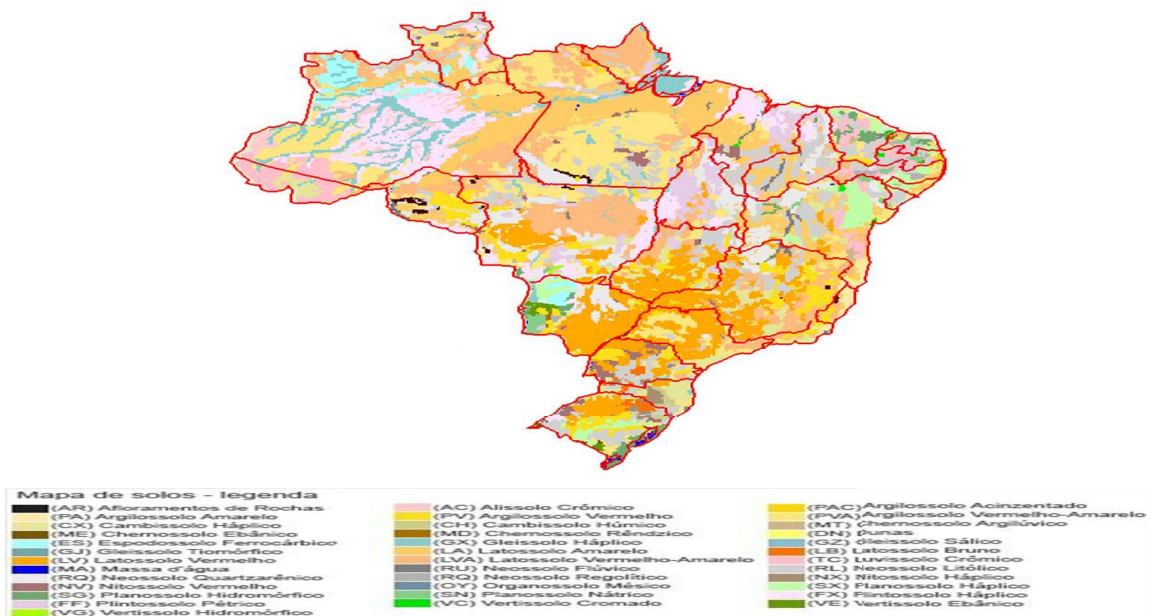 Mapa de solos - legenda
(AR) Afloramentos de Rochas
(PA) Argilossolo Amarelo
(CX) Cambissolo Háplico
(ME) Chernossolo Ebânico
(ES) Espodossolo Ferrocárbico
(GJ) Gleissolo Tiomórfico
(LV) Latossolo Vermelho
(MA) Massa d'água
(RQ) Neossolo Quartzarênico
(NV) Nitossolo Vermelho
(SG) Planossolo Hidromórfico
(FF) Plintossolo Pétrico
(VG) Vertissolo Hidromórfico
(AC) Alissolo Crômico
(PV) Argilossolo Vermelho
(CH) Cambissolo Húmico
(MD) Chernossolo Rêndzico
(GX) Gleissolo Háplico
(LA) Latossolo Amarelo
(LVA) Latossolo Vermelho-Amarelo
(RU) Neossolo Flúvico
(RQ) Neossolo Regolítico
(OY) Organossolo Mésico
(SN) Planossolo Nátrico
(VC) Vertissolo Cromado
(PAC) Argilossolo Acinzentado
(PVA) Argilossolo Vermelho-Amarelo
(MT) Chernossolo Argilúvico
(DN) Dunas
(GZ) Gleissolo Sálico
(LB) Latossolo Bruno
(TC) Luvissolo Crômico
(RL) Neossolo Litólico
(NX) Nitossolo Háplico
(SX) Planossolo Háplico
(FX) Plintossolo Háplico
(VE) Vertissolo Ebânico